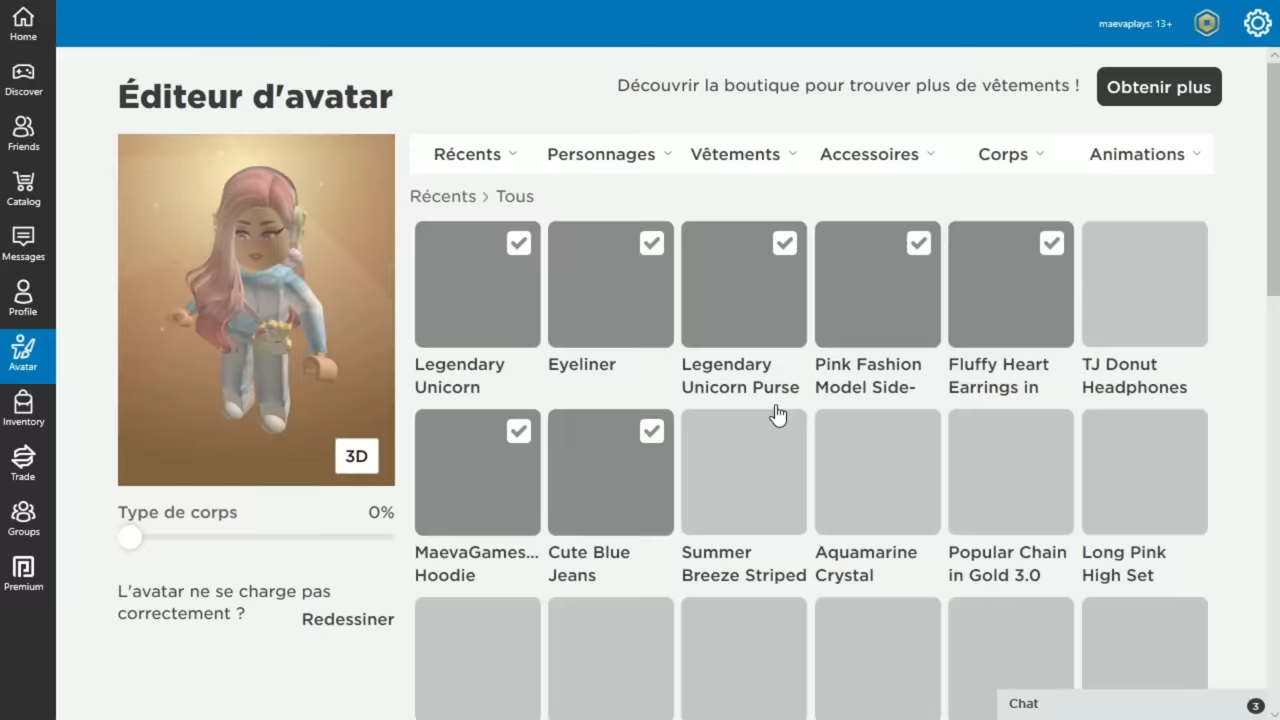 Home
Discover
Friends
Catalog
Messages
Profile
Avatar
Inventory
Trade
Groups
Premium
maevaplays: 13+
Éditeur d'avatar
Découvrir la boutique pour trouver plus de vêtements !
Obtenir plus
3D
Type de corps 0%
L'avatar ne se charge pas
correctement ?
Redessiner
Récents Personnages Vêtements Accessoires Corps Animations
Récents > Tous
Legendary
Unicorn
Eyeliner
Legendary
Unicorn Purse
Pink Fashion
Model Side-
Fluffy Heart
Earrings in
TJ Donut
Headphones
MaevaGames...
Hoodie
Cute Blue
Jeans
Summer
Breeze Striped
Aquamarine
Crystal
Popular Chain
in Gold 3.0
Long Pink
High Set
Chat 3